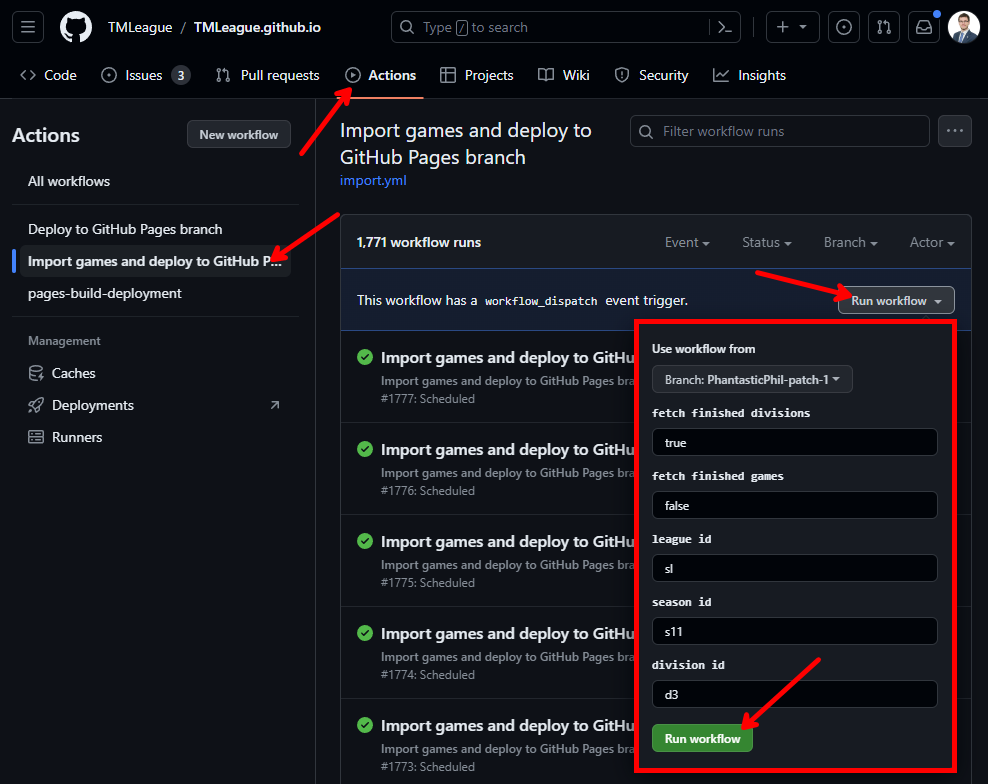 TMLeague / TMLeague.github.io
Type / to search
Code
Issues 3
Pull requests
Actions
Projects
Wiki
Security
Insights
Actions
New workflow
All workflows
Deploy to GitHub Pages branch
Import games and deploy to GitHub P...
pages-build-deployment
Management
Caches
Deployments
Runners
Import games and deploy to
GitHub Pages branch
import.yml
Filter workflow runs
1,771 workflow runs
Event
Status
Branch
Actor
This workflow has a workflow_dispatch event trigger.
Run workflow
Import games and deploy to GitHu
Import games and deploy to GitHub Pages bra
#1777: Scheduled
Import games and deploy to GitHu
Import games and deploy to GitHub Pages bra
#1776: Scheduled
Import games and deploy to GitHu
Import games and deploy to GitHub Pages bra
#1775: Scheduled
Import games and deploy to GitHu
Import games and deploy to GitHub Pages bra
#1774: Scheduled
Import games and deploy to GitHu
Import games and deploy to GitHub Pages bra
#1773: Scheduled
Use workflow from
Branch: PhantasticPhil-patch-1
fetch finished divisions
true
fetch finished games
false
league id
sl
season id
s11
division id
d3
Run workflow